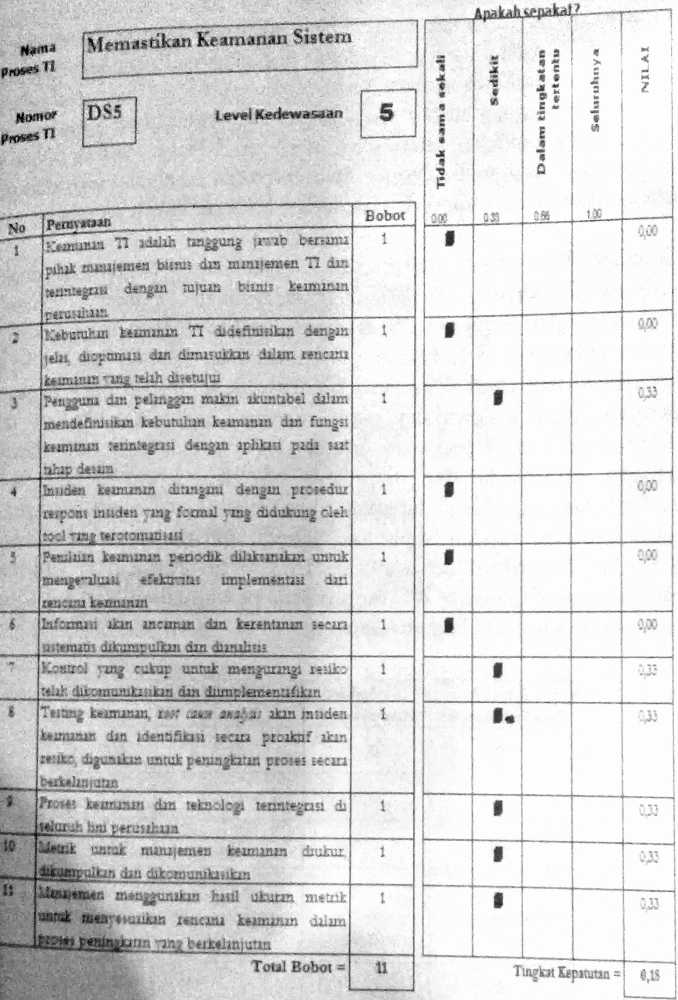 Apakah sepakat?
Nama
Proses TI
Memastikan Keamanan Sistem
Nomor
Proses TI
DS5
Level Kedewasaan
5
Tidak sama sekali
Sedikit
Dalam tingkatan
tertentu
Seluruhnya
NILAI
No Pernyataan Bobot 0.00 0.33 0.66 1.00
1 Keamanan TI adalah tanggung jawab bersama 1 0,00
pihak manajemen bisnis dan manajemen TI dan
terintegrasi dengan tujuan bisnis keamanan
perusahaan
2 Kebutuhan keamanan TI didefinisikan dengan 1 0,00
jelas, dioptimasi dan dimasukkan dalam rencana
keamanan yang telah disetujui
3 Pengguna dan pelanggan makin akuntabel dalam 1 0,33
mendefinisikan kebutuhan keamanan dan fungsi
keamanan terintegrasi dengan aplikasi pada saat
tahap desain
4 Insiden keamanan ditangani dengan prosedur 1 0,00
respons insiden yang formal yang didukung oleh
tool yang terotomatisasi
5 Penilaian keamanan periodik dilaksanakan untuk 1 0,00
mengevaluasi efektivitas implementasi dari
rencana keamanan
6 Informasi akan ancaman dan kerentanan secara 1 0,00
sistematis dikumpulkan dan dianalisis
7 Kontrol yang cukup untuk mengurangi resiko 1 0,33
telah dikomunikasikan dan diimplementasikan
8 Testing keamanan, root cause analysis akan insiden 1 0,33
keamanan dan identifikasi secara proaktif akan
resiko, digunakan untuk peningkatan proses secara
berkelanjutan
9 Proses keamanan dan teknologi terintegrasi di 1 0,33
seluruh lini perusahaan
10 Metrik untuk manajemen keamanan diukur, 1 0,33
dikumpulkan dan dikomunikasikan
11 Manajemen menggunakan hasil ukuran metrik 1 0,33
untuk menyesuaikan rencana keamanan dalam
proses peningkatan yang berkelanjutan
Total Bobot = 11 Tingkat Kepatutan = 0,18